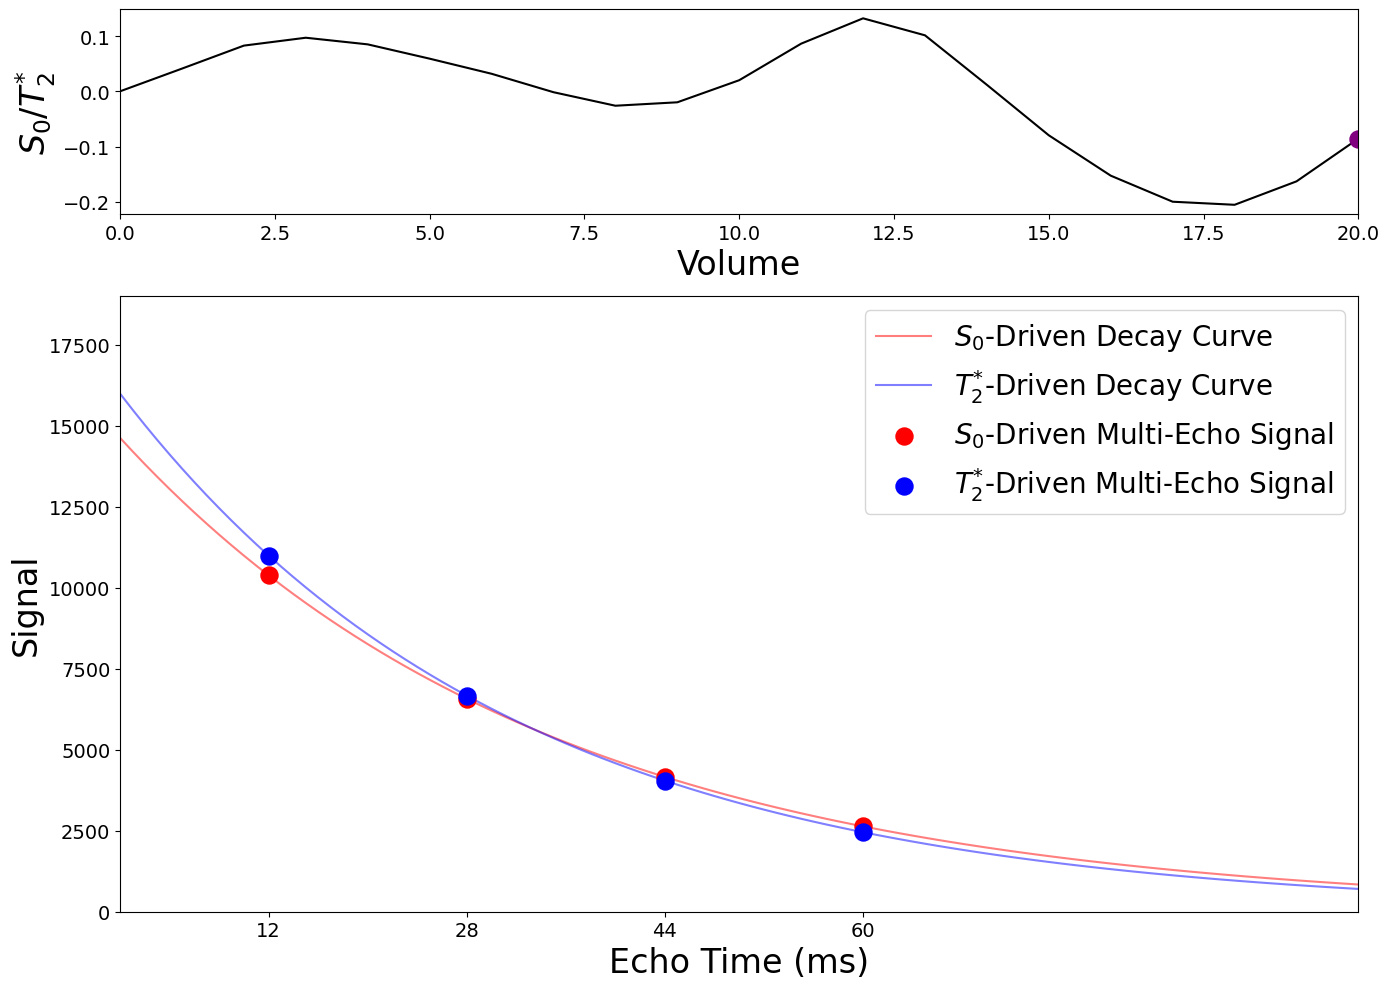 0.1
0.0
−0.1
−0.2
S₀/T₂*
0.0 2.5 5.0 7.5 10.0 12.5 15.0 17.5 20.0
Volume
17500
15000
12500
10000
7500
5000
2500
0
Signal
S₀-Driven Decay Curve
T₂*-Driven Decay Curve
S₀-Driven Multi-Echo Signal
T₂*-Driven Multi-Echo Signal
12 28 44 60
Echo Time (ms)